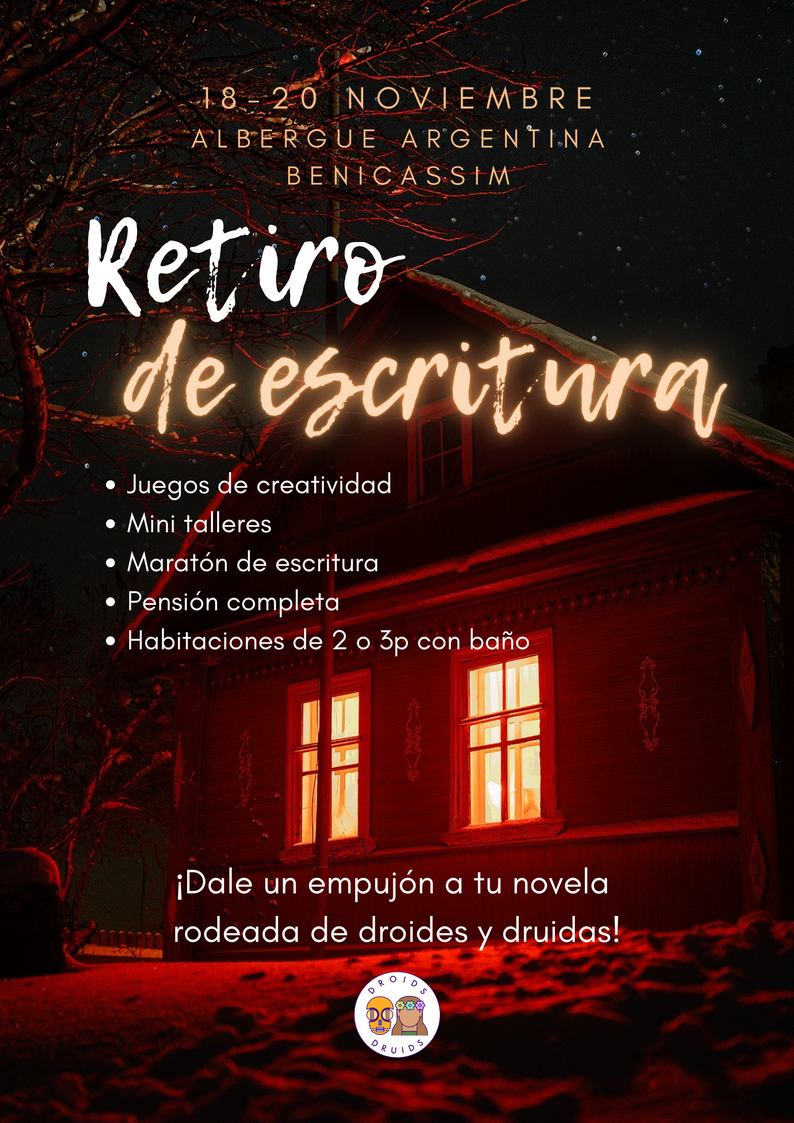 18-20 NOVIEMBRE
ALBERGUE ARGENTINA
BENICASSIM
Retiro
de escritura
• Juegos de creatividad
• Mini talleres
• Maratón de escritura
• Pensión completa
• Habitaciones de 2 o 3p con baño
¡Dale un empujón a tu novela
rodeada de droides y druidas!
DROIDS
DRUIDS